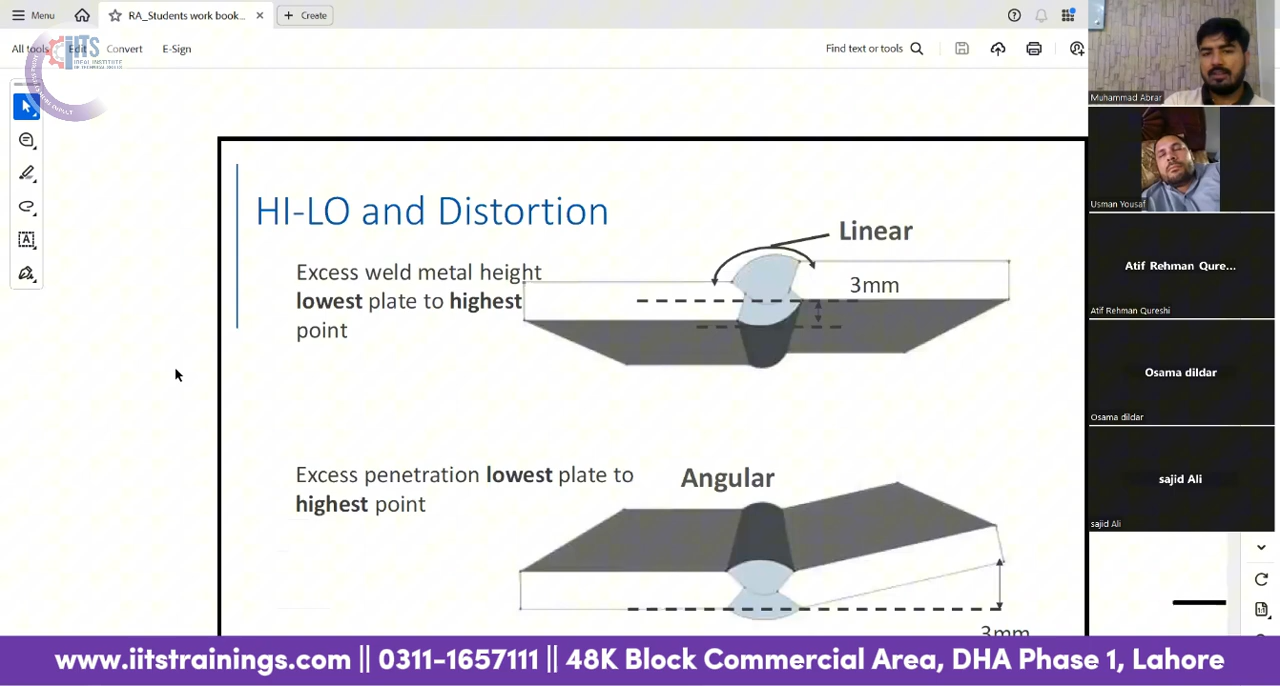 Menu
RA_Students work book...
Create
All tools
Edit
Convert
E-Sign
Find text or tools
iITS
IDEAL INSTITUTE
HI-LO and Distortion
Linear
Excess weld metal height
lowest plate to highest
point
3mm
Excess penetration lowest plate to
highest point
Angular
3mm
Muhammad Abrar
Usman Yousaf
Atif Rehman Qure...
Atif Rehman Qureshi
Osama dildar
Osama dildar
sajid Ali
sajid Ali
www.iitstrainings.com || 0311-1657111 || 48K Block Commercial Area, DHA Phase 1, Lahore